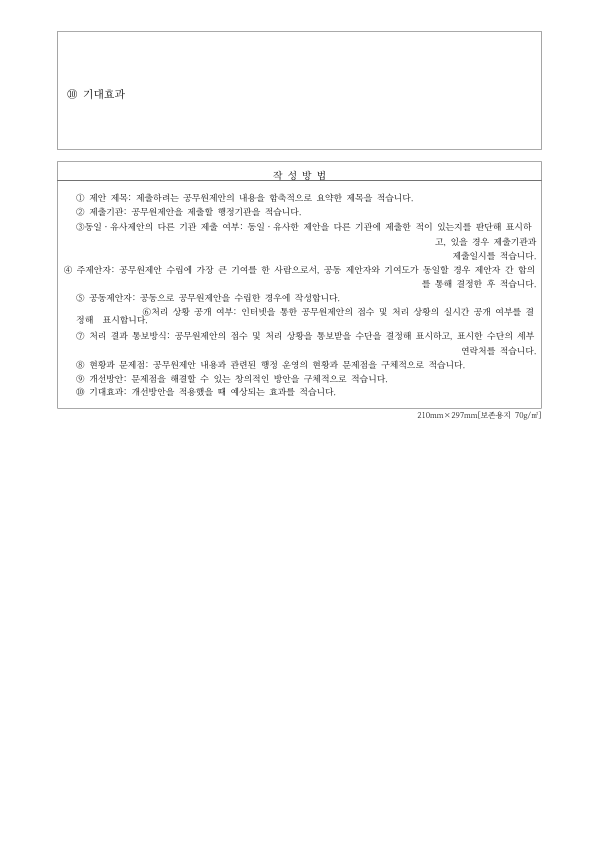 ⑩ 기대효과
작 성 방 법
① 제안 제목: 제출하려는 공무원제안의 내용을 함축적으로 요약한 제목을 적습니다.
② 제출기관: 공무원제안을 제출할 행정기관을 적습니다.
③동일ㆍ유사제안의 다른 기관 제출 여부: 동일ㆍ유사한 제안을 다른 기관에 제출한 적이 있는지를 판단해 표시하
고, 있을 경우 제출기관과
제출일시를 적습니다.
④ 주제안자: 공무원제안 수립에 가장 큰 기여를 한 사람으로서, 공동 제안자와 기여도가 동일할 경우 제안자 간 합의
를 통해 결정한 후 적습니다.
⑤ 공동제안자: 공동으로 공무원제안을 수립한 경우에 작성합니다.
⑥처리 상황 공개 여부: 인터넷을 통한 공무원제안의 접수 및 처리 상황의 실시간 공개 여부를 결
정해 표시합니다.
⑦ 처리 결과 통보방식: 공무원제안의 접수 및 처리 상황을 통보받을 수단을 결정해 표시하고, 표시한 수단의 세부
연락처를 적습니다.
⑧ 현황과 문제점: 공무원제안 내용과 관련된 행정 운영의 현황과 문제점을 구체적으로 적습니다.
⑨ 개선방안: 문제점을 해결할 수 있는 창의적인 방안을 구체적으로 적습니다.
⑩ 기대효과: 개선방안을 적용했을 때 예상되는 효과를 적습니다.
210mm×297mm[보존용지 70g/㎡]